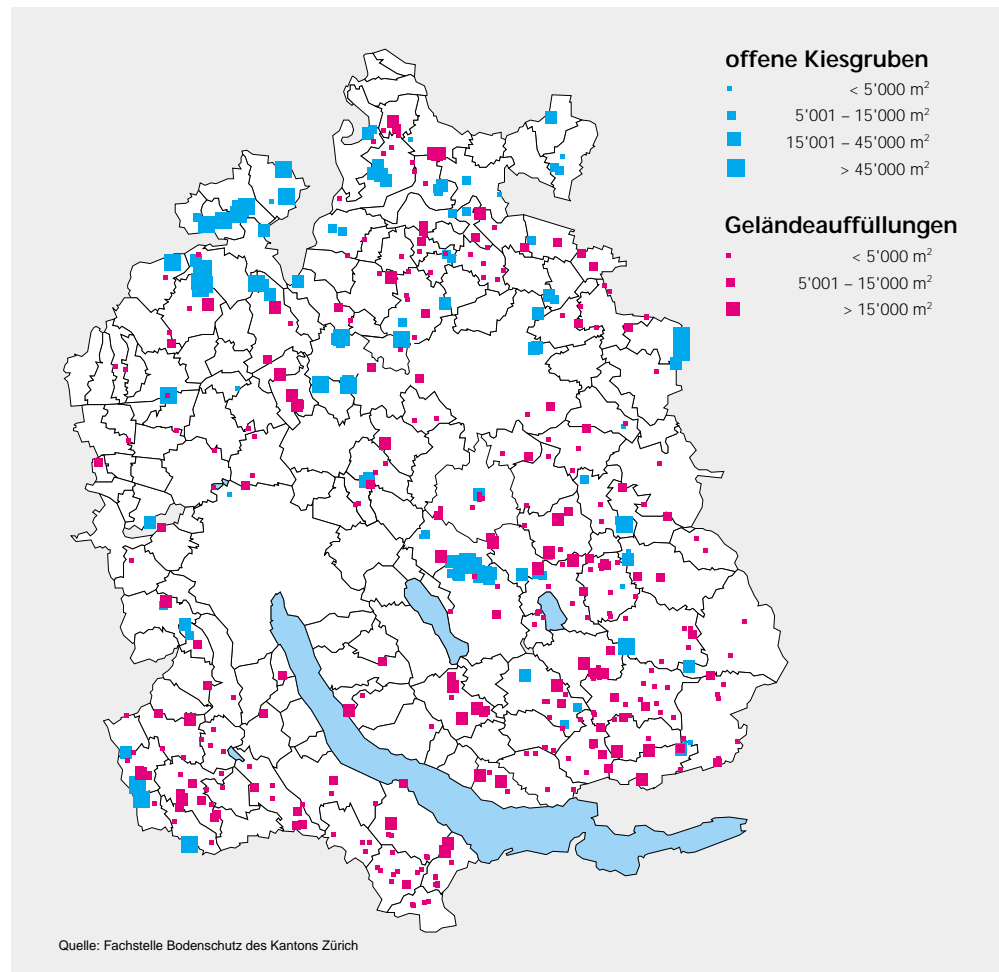 offene Kiesgruben
< 5'000 m²
5'001 – 15'000 m²
15'001 – 45'000 m²
> 45'000 m²
Geländeauffüllungen
< 5'000 m²
5'001 – 15'000 m²
> 15'000 m²
Quelle: Fachstelle Bodenschutz des Kantons Zürich